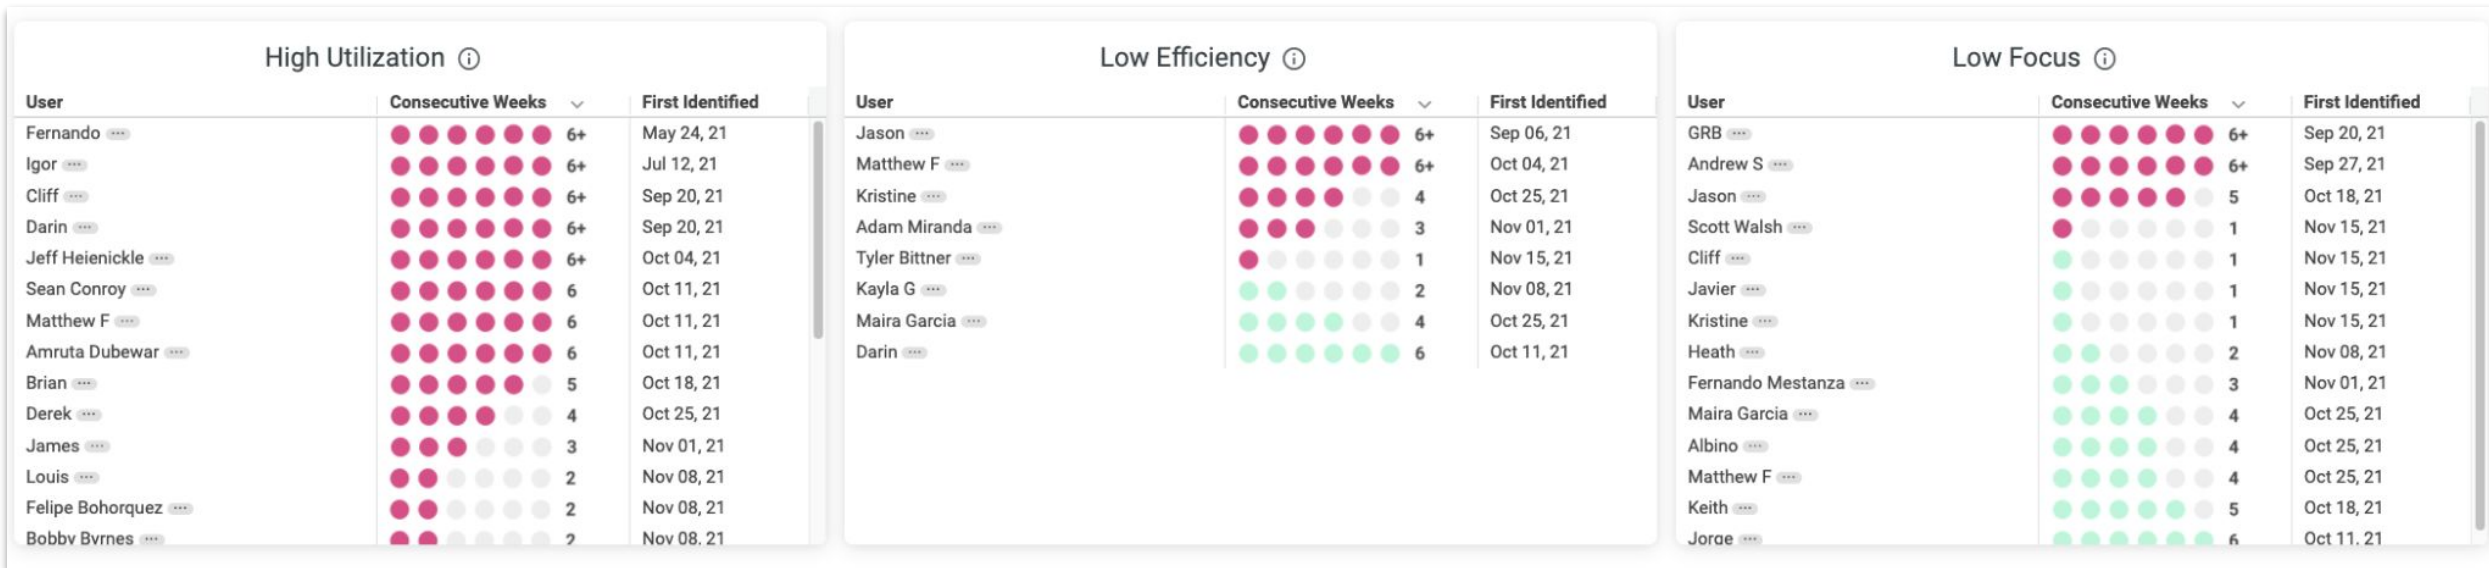 High Utilization
User Consecutive Weeks First Identified
Fernando ... 6+ May 24, 21
Igor ... 6+ Jul 12, 21
Cliff ... 6+ Sep 20, 21
Darin ... 6+ Sep 20, 21
Jeff Heienickle ... 6+ Oct 04, 21
Sean Conroy ... 6 Oct 11, 21
Matthew F ... 6 Oct 11, 21
Amruta Dubewar ... 6 Oct 11, 21
Brian ... 5 Oct 18, 21
Derek ... 4 Oct 25, 21
James ... 3 Nov 01, 21
Louis ... 2 Nov 08, 21
Felipe Bohorquez ... 2 Nov 08, 21
Bobby Byrnes ... 2 Nov 08, 21
Low Efficiency
User Consecutive Weeks First Identified
Jason ... 6+ Sep 06, 21
Matthew F ... 6+ Oct 04, 21
Kristine ... 4 Oct 25, 21
Adam Miranda ... 3 Nov 01, 21
Tyler Bittner ... 1 Nov 15, 21
Kayla G ... 2 Nov 08, 21
Maira Garcia ... 4 Oct 25, 21
Darin ... 6 Oct 11, 21
Low Focus
User Consecutive Weeks First Identified
GRB ... 6+ Sep 20, 21
Andrew S ... 6+ Sep 27, 21
Jason ... 5 Oct 18, 21
Scott Walsh ... 1 Nov 15, 21
Cliff ... 1 Nov 15, 21
Javier ... 1 Nov 15, 21
Kristine ... 1 Nov 15, 21
Heath ... 2 Nov 08, 21
Fernando Mestanza ... 3 Nov 01, 21
Maira Garcia ... 4 Oct 25, 21
Albino ... 4 Oct 25, 21
Matthew F ... 4 Oct 25, 21
Keith ... 5 Oct 18, 21
Jorge ... 6 Oct 11, 21